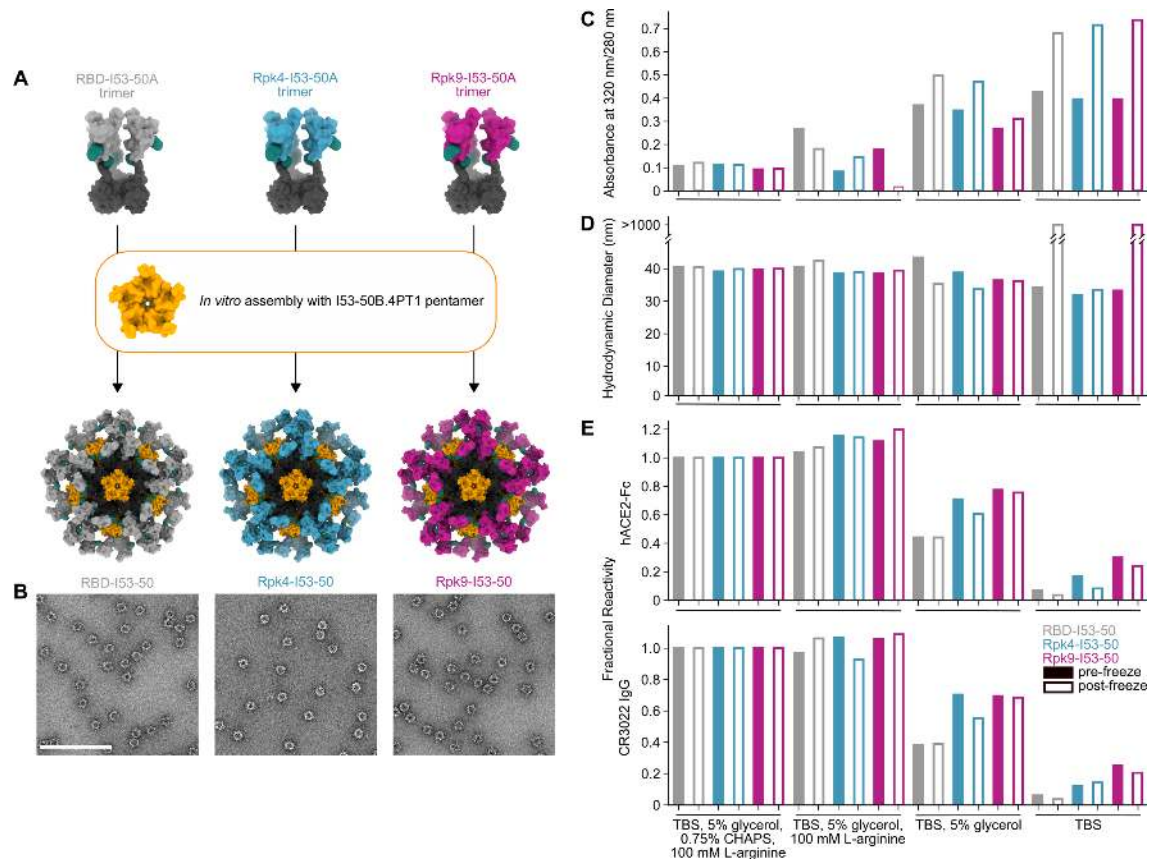 A
RBD-I53-50A
trimer
Rpk4-I53-50A
trimer
Rpk9-I53-50A
trimer
In vitro assembly with I53-50B.4PT1 pentamer
RBD-I53-50
Rpk4-I53-50
Rpk9-I53-50
B
C
Absorbance at 320 nm/280 nm
0.7
0.6
0.5
0.4
0.3
0.2
0.1
0
D
Hydrodynamic Diameter (nm)
>1000
40
30
20
10
0
E
Fractional Reactivity
hACE2-Fc
1.2
1.0
0.8
0.6
0.4
0.2
0
CR3022 IgG
1.0
0.8
0.6
0.4
0.2
0
RBD-I53-50
Rpk4-I53-50
Rpk9-I53-50
pre-freeze
post-freeze
TBS, 5% glycerol,
0.75% CHAPS,
100 mM L-arginine
TBS, 5% glycerol,
100 mM L-arginine
TBS, 5% glycerol
TBS